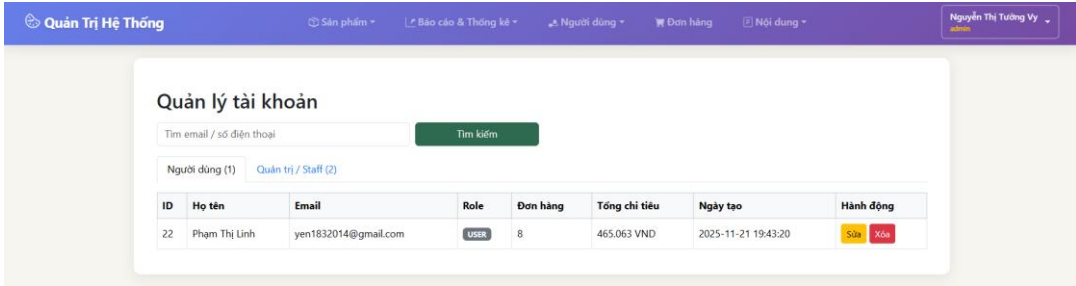 Quản Trị Hệ Thống Sản phẩm Báo cáo & Thống kê Người dùng Đơn hàng Nội dung Nguyễn Thị Tường Vy
admin
Quản lý tài khoản
Tìm email / số điện thoại Tìm kiếm
Người dùng (1) Quản trị / Staff (2)
ID Họ tên Email Role Đơn hàng Tổng chi tiêu Ngày tạo Hành động
22 Phạm Thị Linh yen1832014@gmail.com USER 8 465.063 VND 2025-11-21 19:43:20 Sửa Xóa